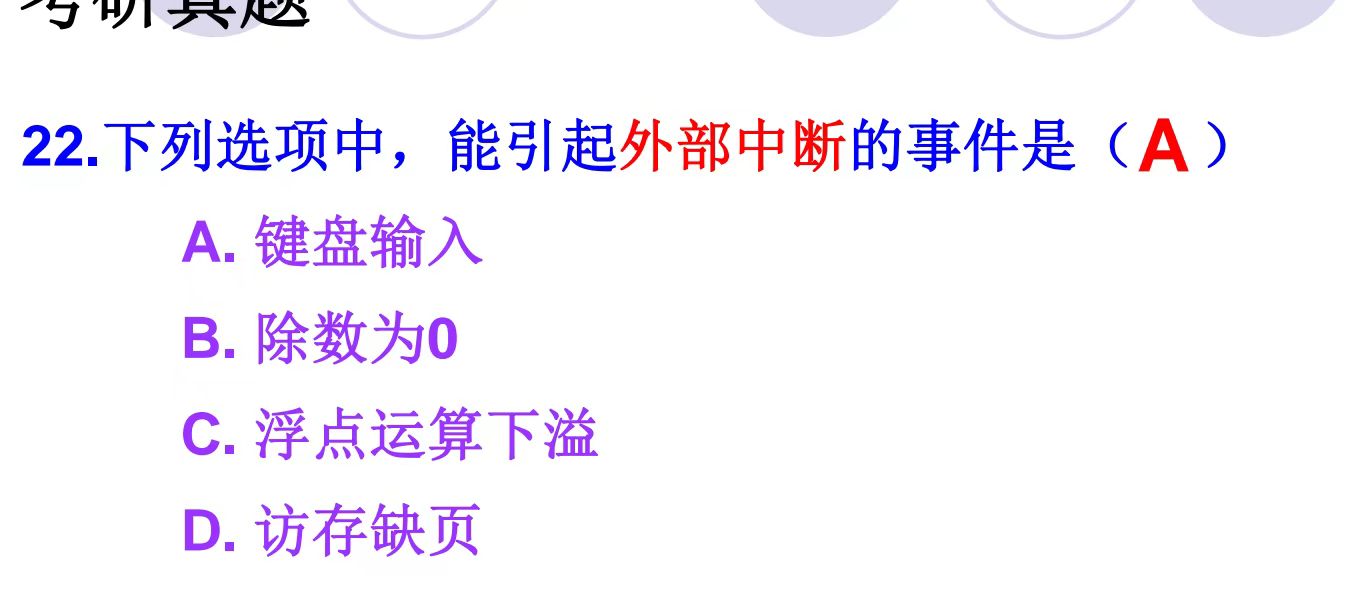 考研真题
22.下列选项中，能引起外部中断的事件是（A）
A. 键盘输入
B. 除数为0
C. 浮点运算下溢
D. 访存缺页